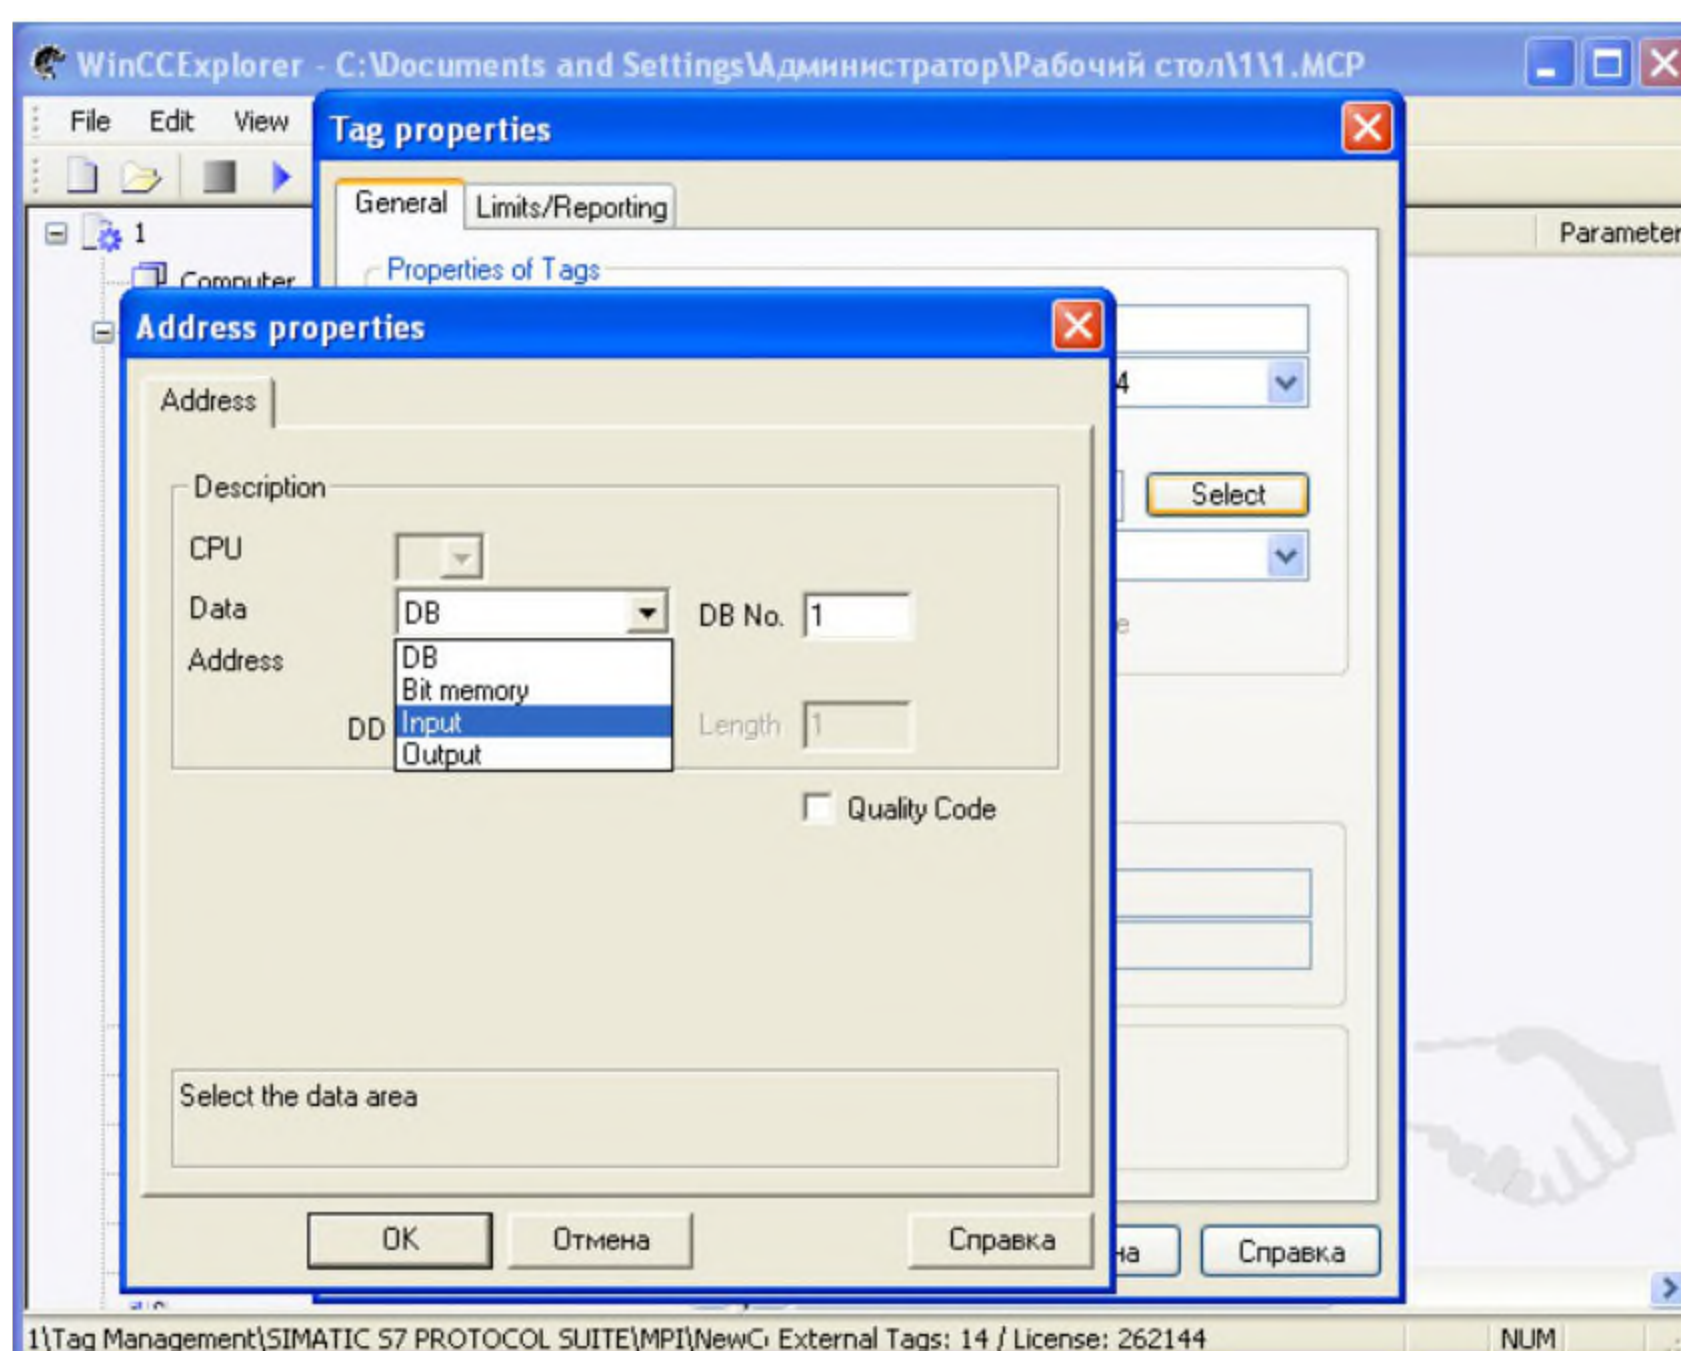 WinCCExplorer - C:\Documents and Settings\Администратор\Рабочий стол\1\1.MCP
File Edit View
Tag properties
General Limits/Reporting
1
Parameter
Properties of Tags
Computer
Address properties
4
Address
Description
Select
CPU
Data DB DB No. 1
Address DB
Bit memory
DD Input Length 1
Output
Quality Code
Select the data area
OK Отмена Справка
на Справка
1\Tag Management\SIMATIC S7 PROTOCOL SUITE\MPI\NewC External Tags: 14 / License: 262144 NUM